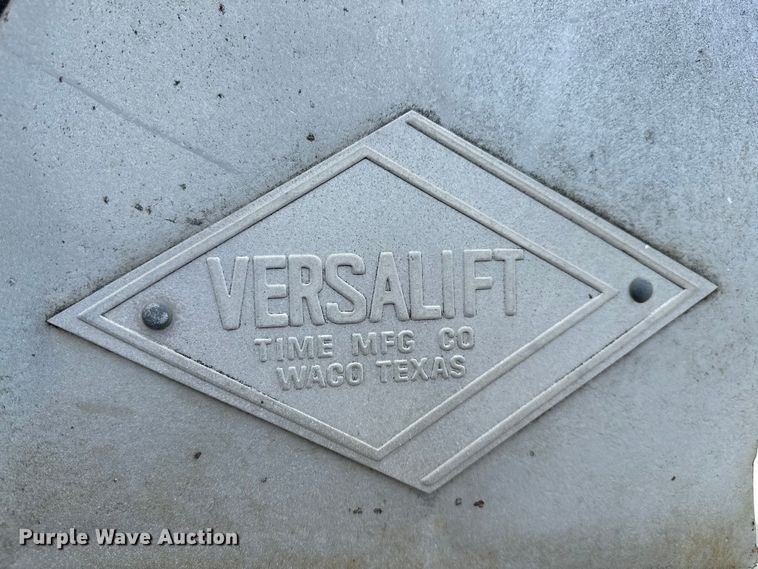 VERSALIFT
TIME MFG CO
WACO TEXAS
Purple Wave Auction